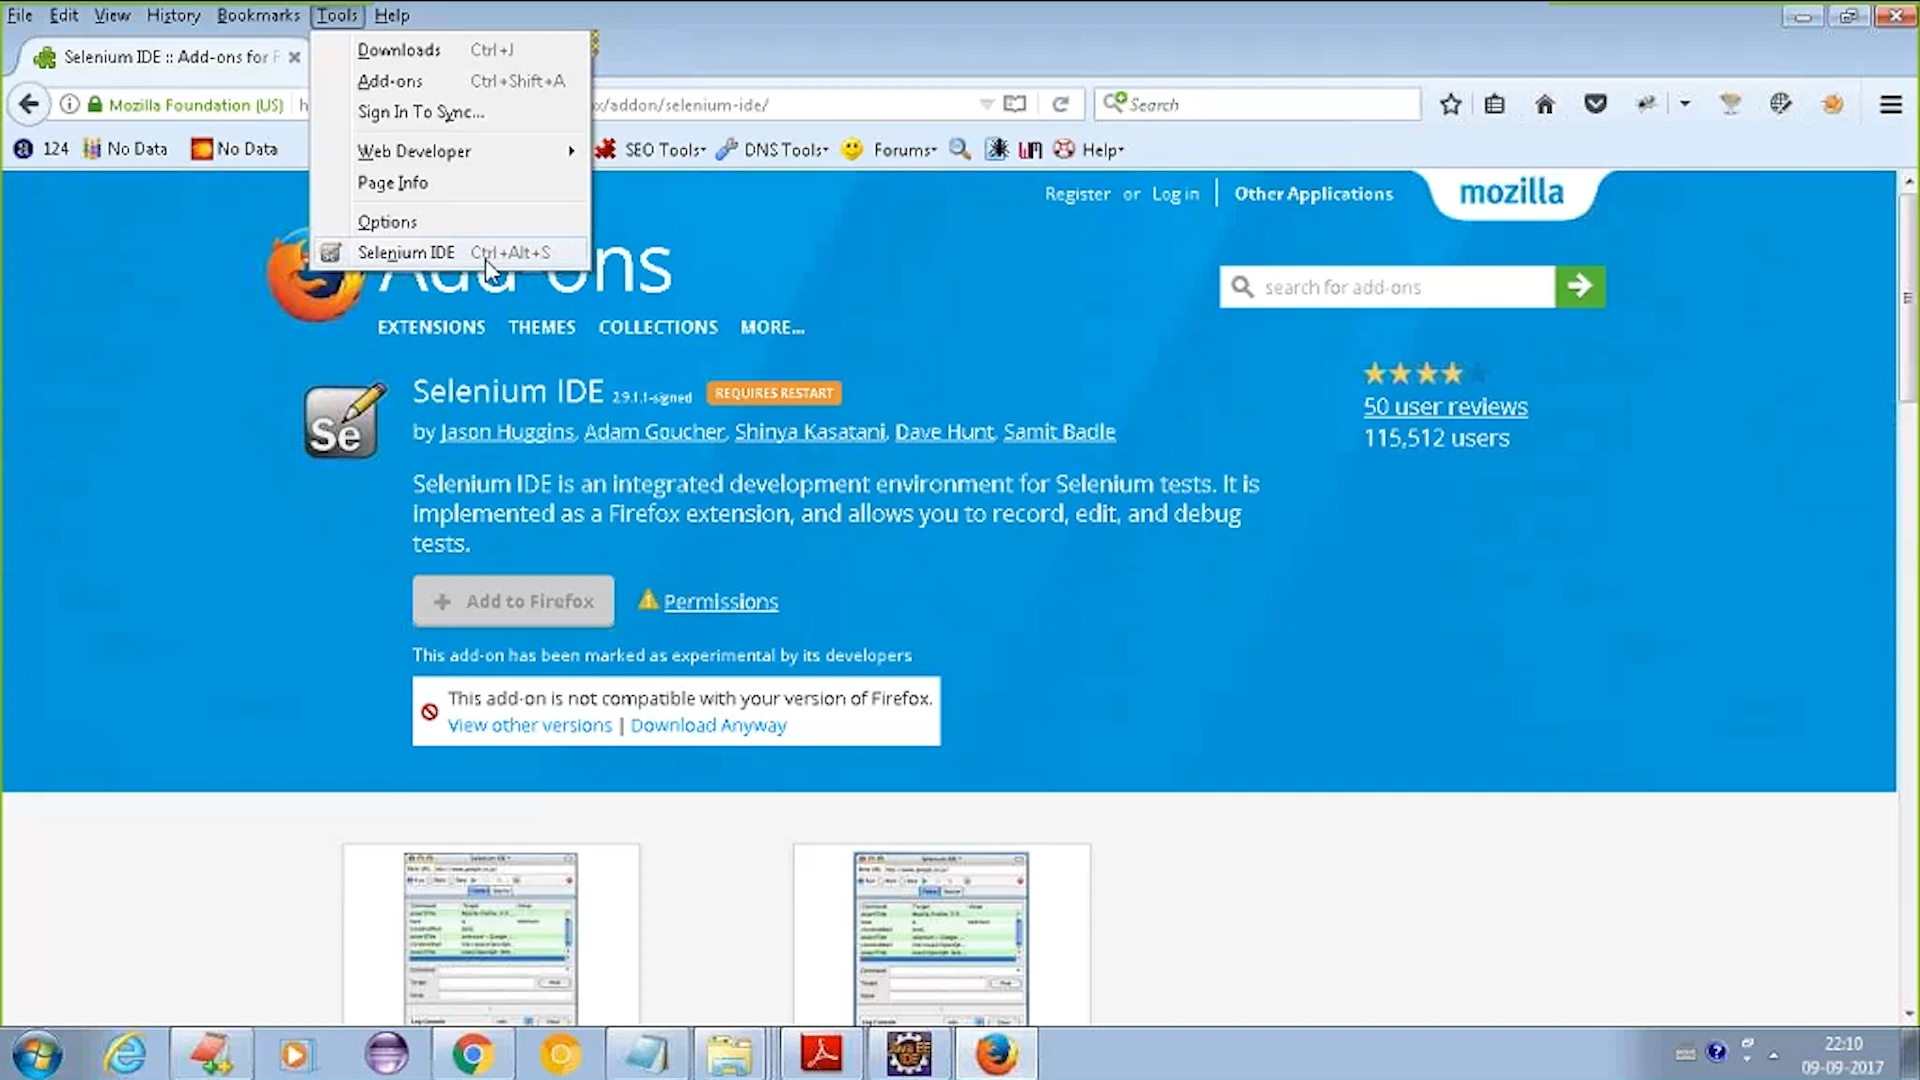 File Edit View History Bookmarks Tools Help
Selenium IDE :: Add-ons for F
Downloads Ctrl+J
Add-ons Ctrl+Shift+A
Sign In To Sync...
Web Developer
Page Info
Options
Selenium IDE Ctrl+Alt+S
Mozilla Foundation (US) /addon/selenium-ide/ Search
124 No Data No Data SEO Tools DNS Tools Forums Help
Register or Log in Other Applications mozilla
Add-ons
search for add-ons
EXTENSIONS THEMES COLLECTIONS MORE...
Selenium IDE 2.9.1.1-signed REQUIRES RESTART
by Jason Huggins, Adam Goucher, Shinya Kasatani, Dave Hunt, Samit Badle
50 user reviews
115,512 users
Se
Selenium IDE is an integrated development environment for Selenium tests. It is
implemented as a Firefox extension, and allows you to record, edit, and debug
tests.
Add to Firefox Permissions
This add-on has been marked as experimental by its developers
This add-on is not compatible with your version of Firefox.
View other versions | Download Anyway
Java EE
IDE
22:10
09-09-2017